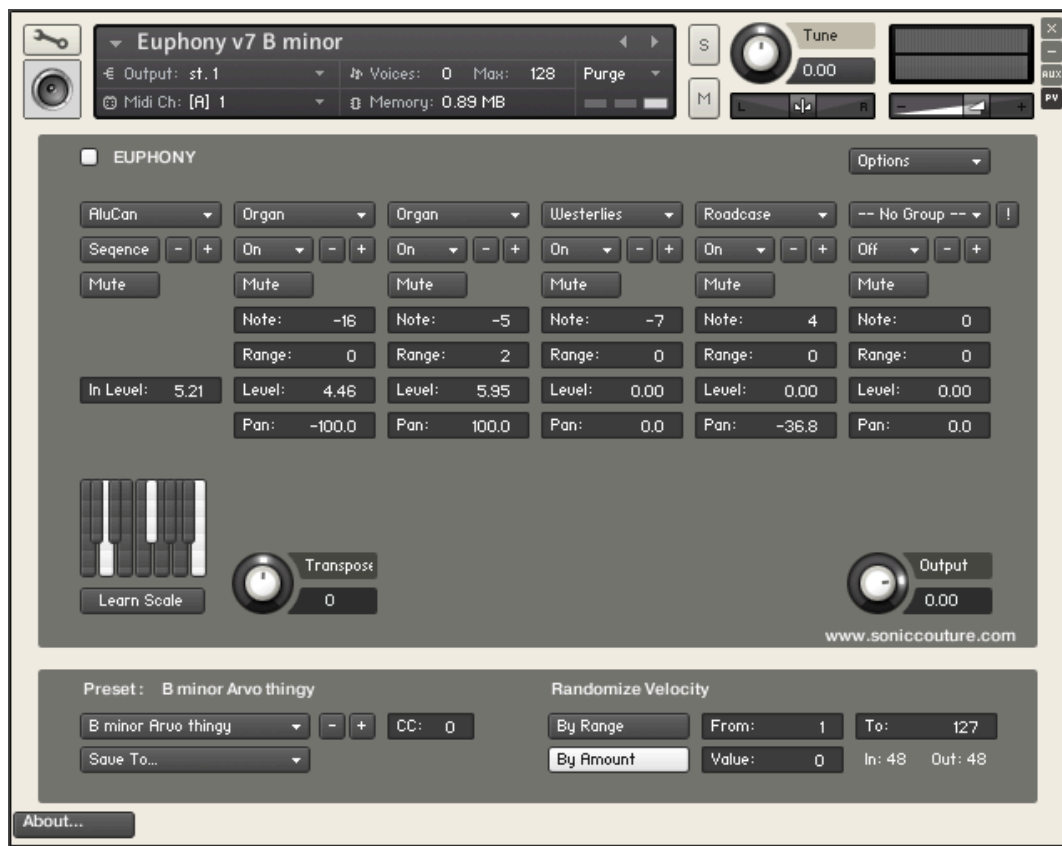 Euphony v7 B minor
Output: st.1 Voices: 0 Max: 128 Purge
Midi Ch: [A] 1 Memory: 0.89 MB
S
M
Tune
0.00
L R
- +
X
-
AUX
PV
EUPHONY Options
AluCan Organ Organ Westerlies Roadcase -- No Group -- !
Seqence - + On - + On - + On - + On - + Off - +
Mute Mute Mute Mute Mute Mute
Note: -16 Note: -5 Note: -7 Note: 4 Note: 0
Range: 0 Range: 2 Range: 0 Range: 0 Range: 0
In Level: 5.21 Level: 4.46 Level: 5.95 Level: 0.00 Level: 0.00 Level: 0.00
Pan: -100.0 Pan: 100.0 Pan: 0.0 Pan: -36.8 Pan: 0.0
Transpose Output
Learn Scale 0 0.00
www.soniccouture.com
Preset: B minor Arvo thingy Randomize Velocity
B minor Arvo thingy - + CC: 0 By Range From: 1 To: 127
Save To... By Amount Value: 0 In: 48 Out: 48
About...